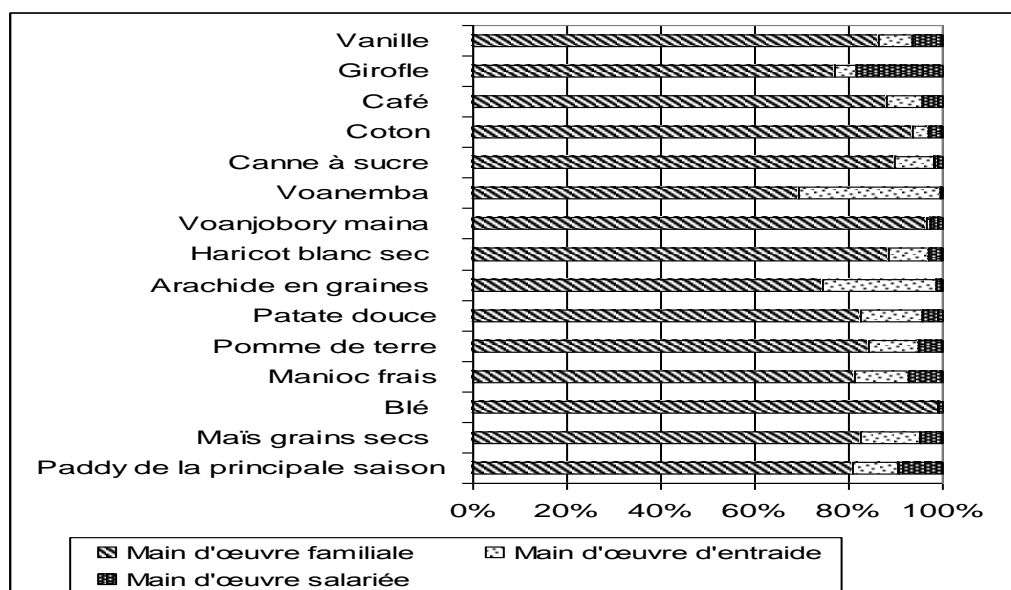 Vanille
Girofle
Café
Coton
Canne à sucre
Voanemba
Voanjobory maina
Haricot blanc sec
Arachide en graines
Patate douce
Pomme de terre
Manioc frais
Blé
Maïs grains secs
Paddy de la principale saison
0% 20% 40% 60% 80% 100%
Main d'œuvre familiale Main d'œuvre d'entraide
Main d'œuvre salariée